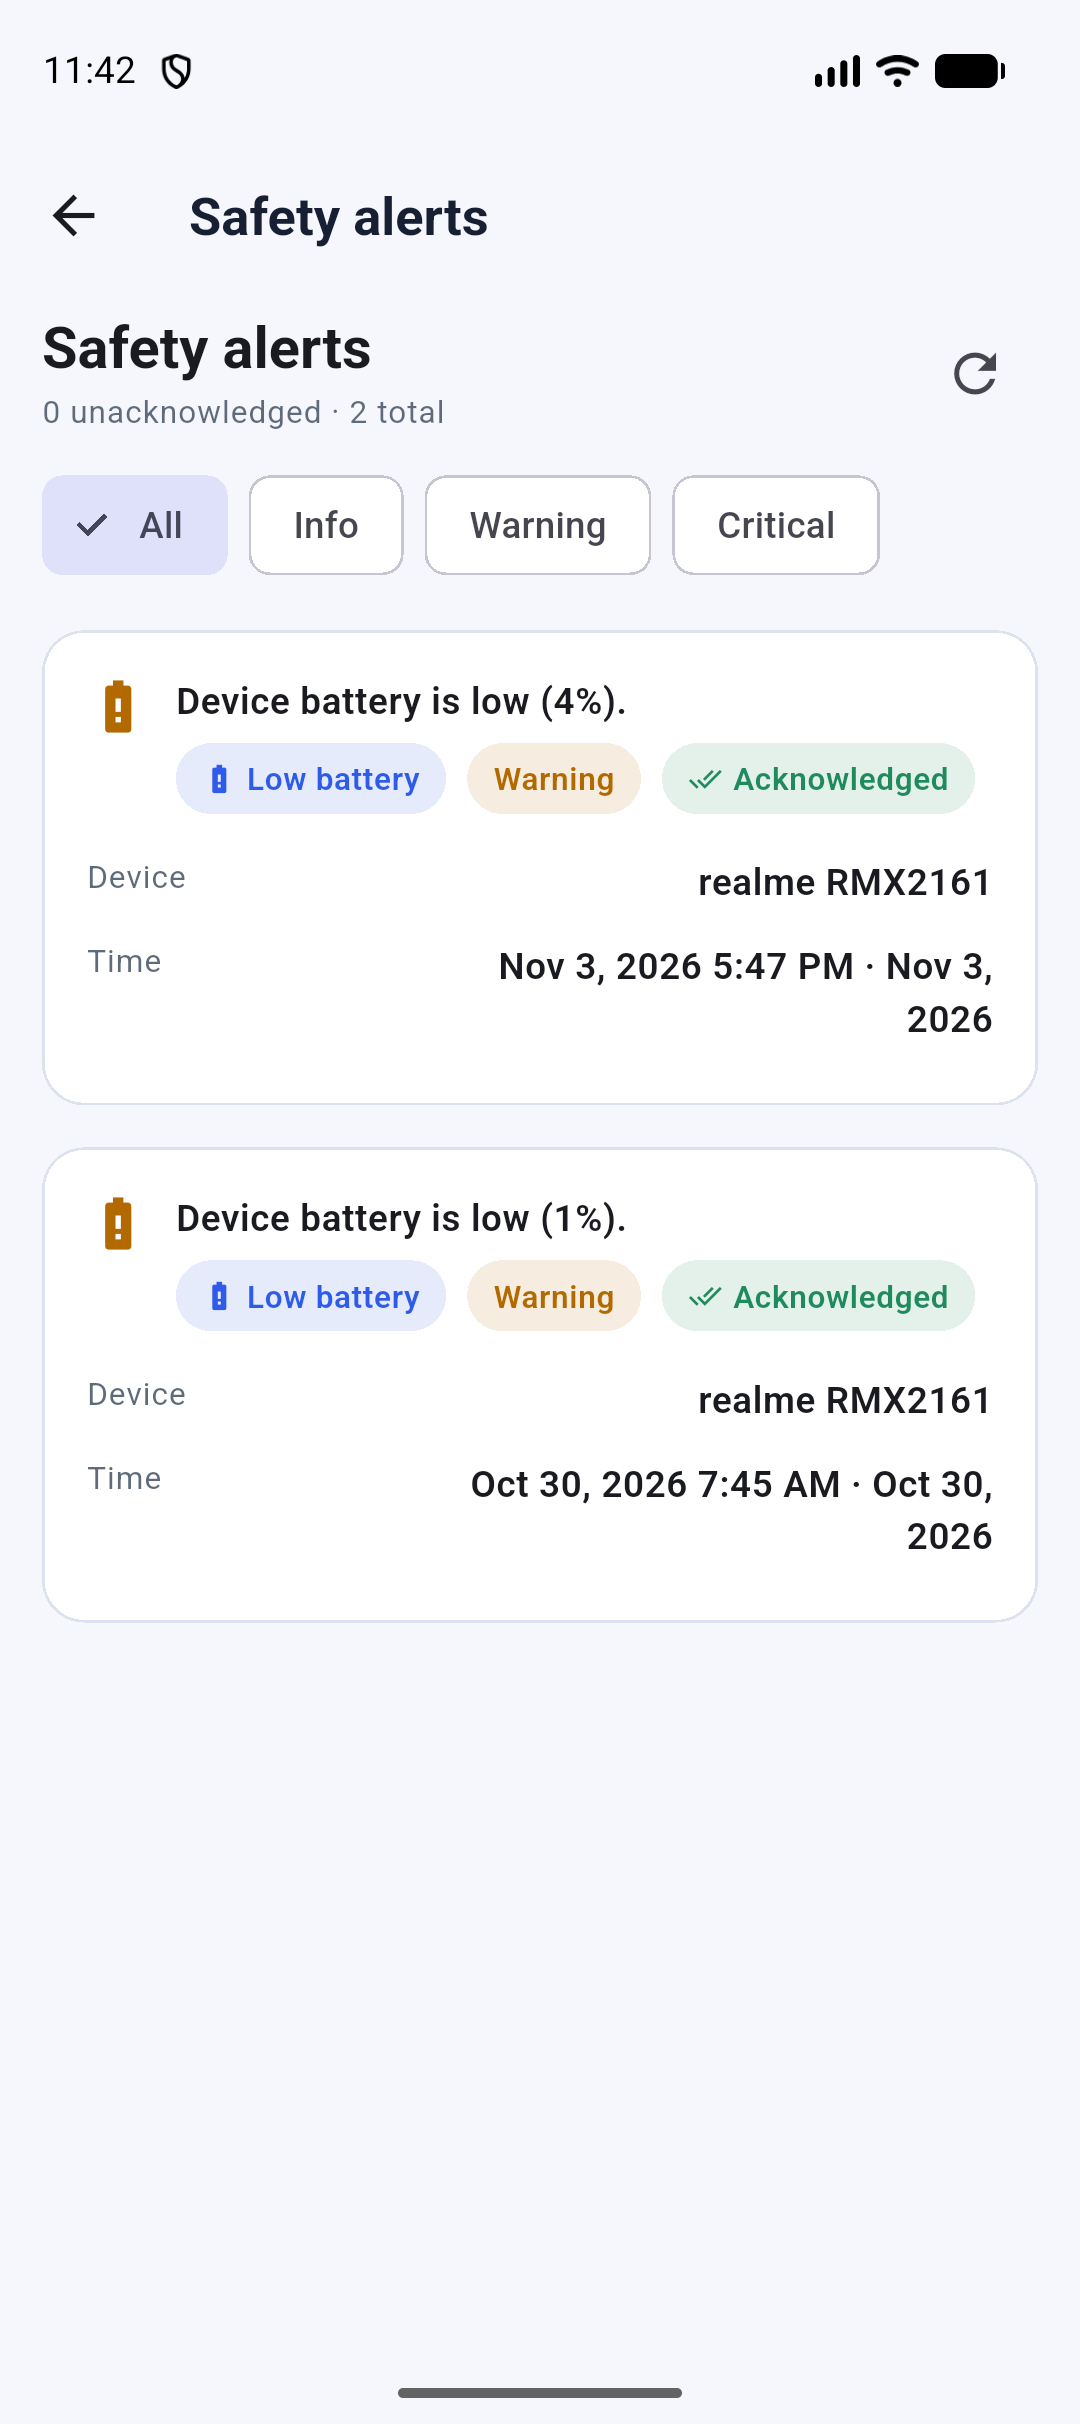 11:42
Safety alerts
Safety alerts
0 unacknowledged · 2 total
All
Info
Warning
Critical
Device battery is low (4%).
Low battery
Warning
Acknowledged
Device
realme RMX2161
Time
Nov 3, 2026 5:47 PM · Nov 3,
2026
Device battery is low (1%).
Low battery
Warning
Acknowledged
Device
realme RMX2161
Time
Oct 30, 2026 7:45 AM · Oct 30,
2026